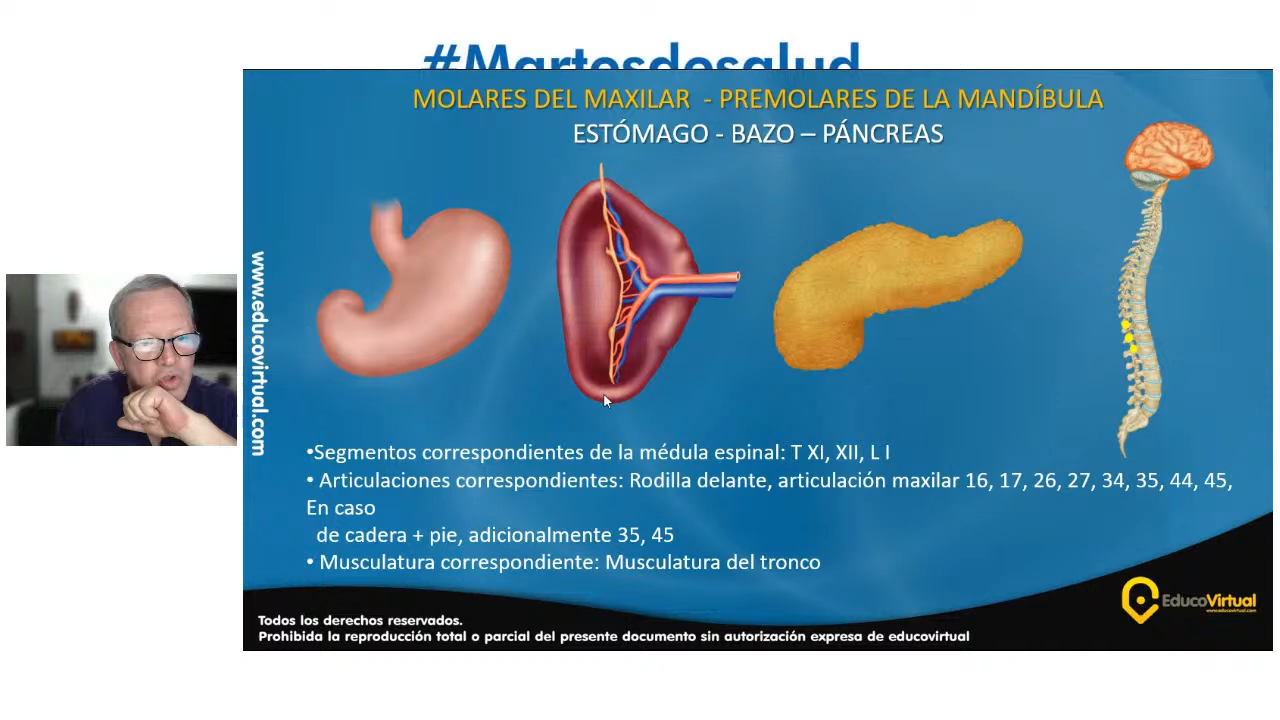 #Martesdesalud
MOLARES DEL MAXILAR - PREMOLARES DE LA MANDÍBULA
ESTÓMAGO - BAZO – PÁNCREAS
www.educovirtual.com
•Segmentos correspondientes de la médula espinal: T XI, XII, L I
• Articulaciones correspondientes: Rodilla delante, articulación maxilar 16, 17, 26, 27, 34, 35, 44, 45,
En caso
de cadera + pie, adicionalmente 35, 45
• Musculatura correspondiente: Musculatura del tronco
EducoVirtual
www.educovirtual.com
Todos los derechos reservados.
Prohibida la reproducción total o parcial del presente documento sin autorización expresa de educovirtual